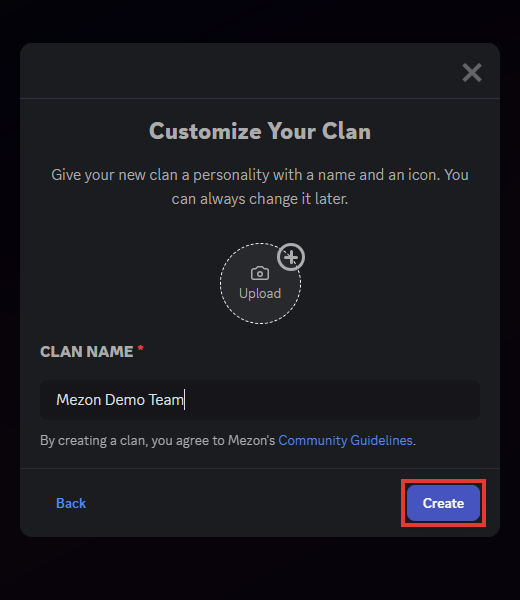 Customize Your Clan
Give your new clan a personality with a name and an icon. You
can always change it later.
Upload
CLAN NAME *
Mezon Demo Team
By creating a clan, you agree to Mezon's Community Guidelines.
Back
Create